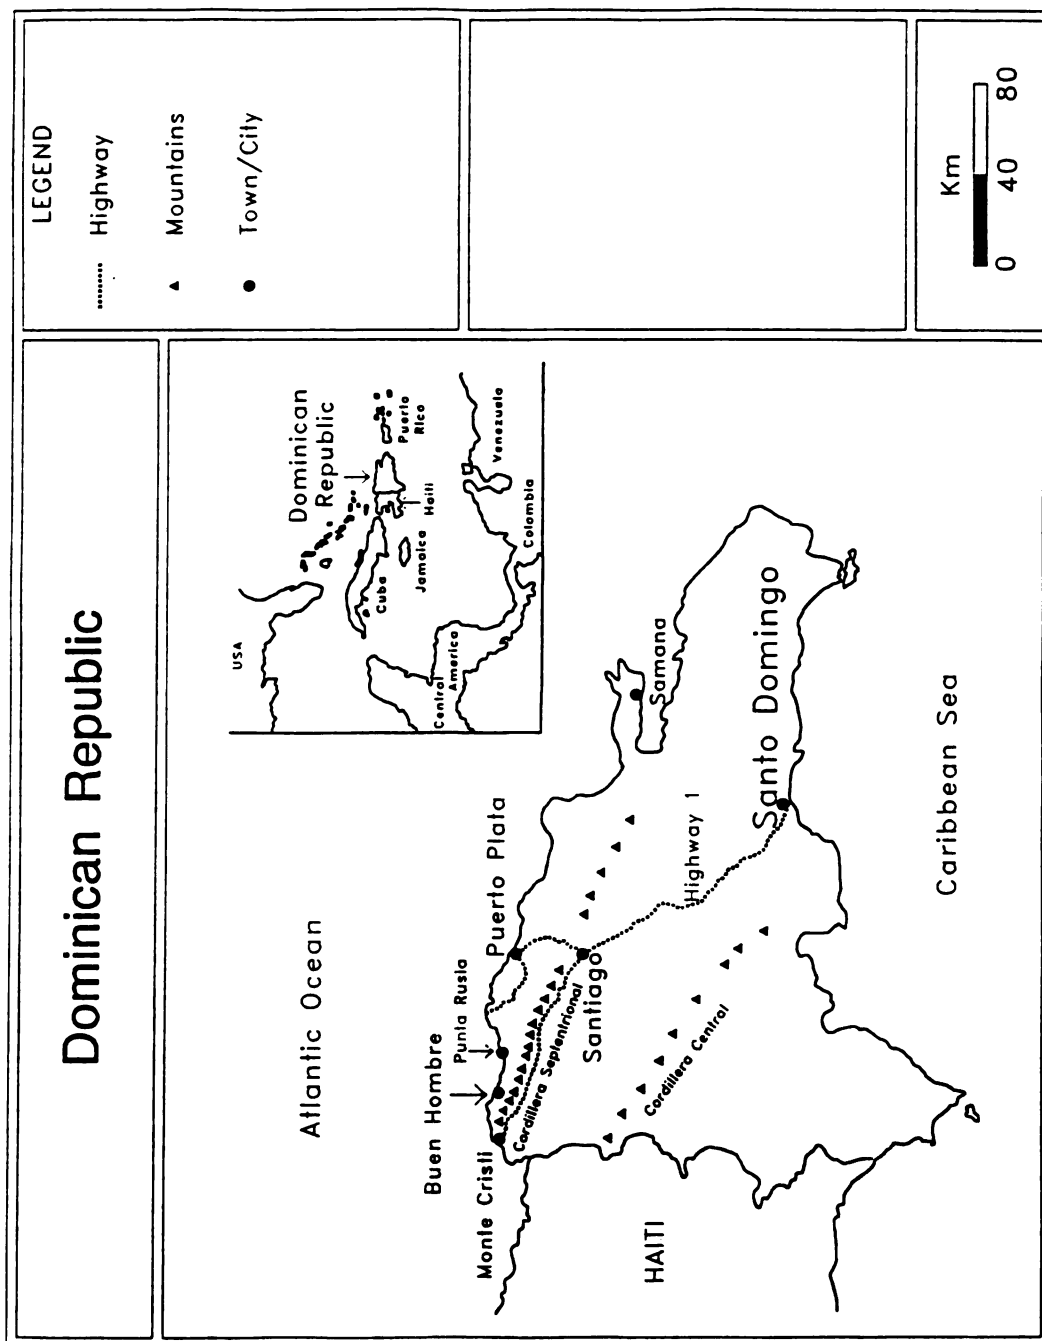 Dominican Republic
LEGEND
Highway
Mountains
Town/City
Km
0 40 80
Atlantic Ocean
USA
Dominican
Republic
Cuba
Jamaica
Haiti
Puerto
Rico
Central
America
Colombia
Venezuela
Buen Hombre
Punta Rusia
Puerto Plata
Monte Cristi
Cordillera Septentrional
Santiago
Samana
Highway 1
Santo Domingo
Cordillera Central
HAITI
Caribbean Sea